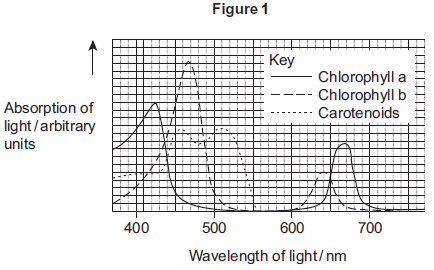 Figure 1
Key
Chlorophyll a
Chlorophyll b
Carotenoids
Absorption of
light / arbitrary
units
400 500 600 700
Wavelength of light / nm